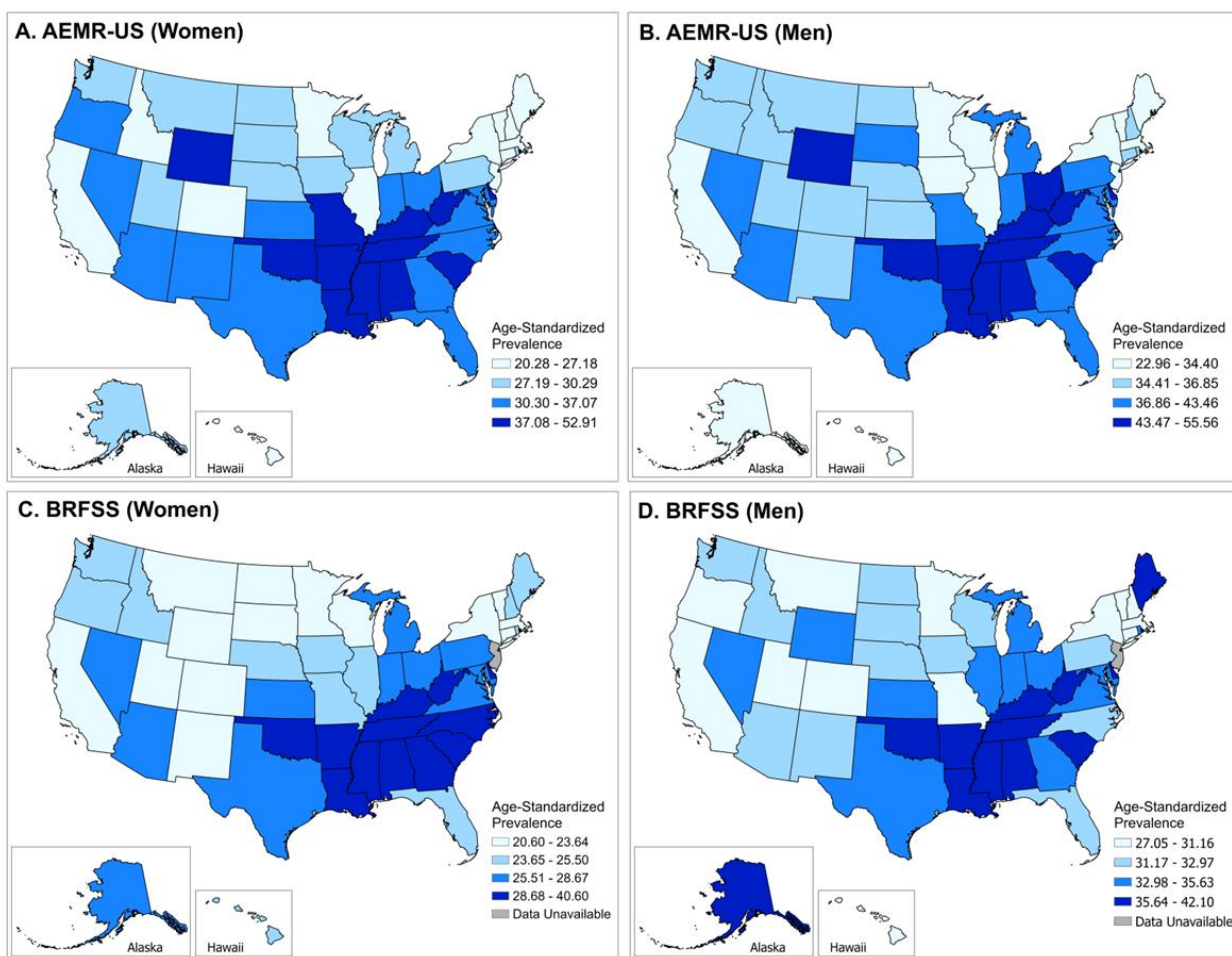 A. AEMR-US (Women)
Age-Standardized
Prevalence
20.28 - 27.18
27.19 - 30.29
30.30 - 37.07
37.08 - 52.91
Alaska
Hawaii
B. AEMR-US (Men)
Age-Standardized
Prevalence
22.96 - 34.40
34.41 - 36.85
36.86 - 43.46
43.47 - 55.56
Alaska
Hawaii
C. BRFSS (Women)
Age-Standardized
Prevalence
20.60 - 23.64
23.65 - 25.50
25.51 - 28.67
28.68 - 40.60
Data Unavailable
Alaska
Hawaii
D. BRFSS (Men)
Age-Standardized
Prevalence
27.05 - 31.16
31.17 - 32.97
32.98 - 35.63
35.64 - 42.10
Data Unavailable
Alaska
Hawaii